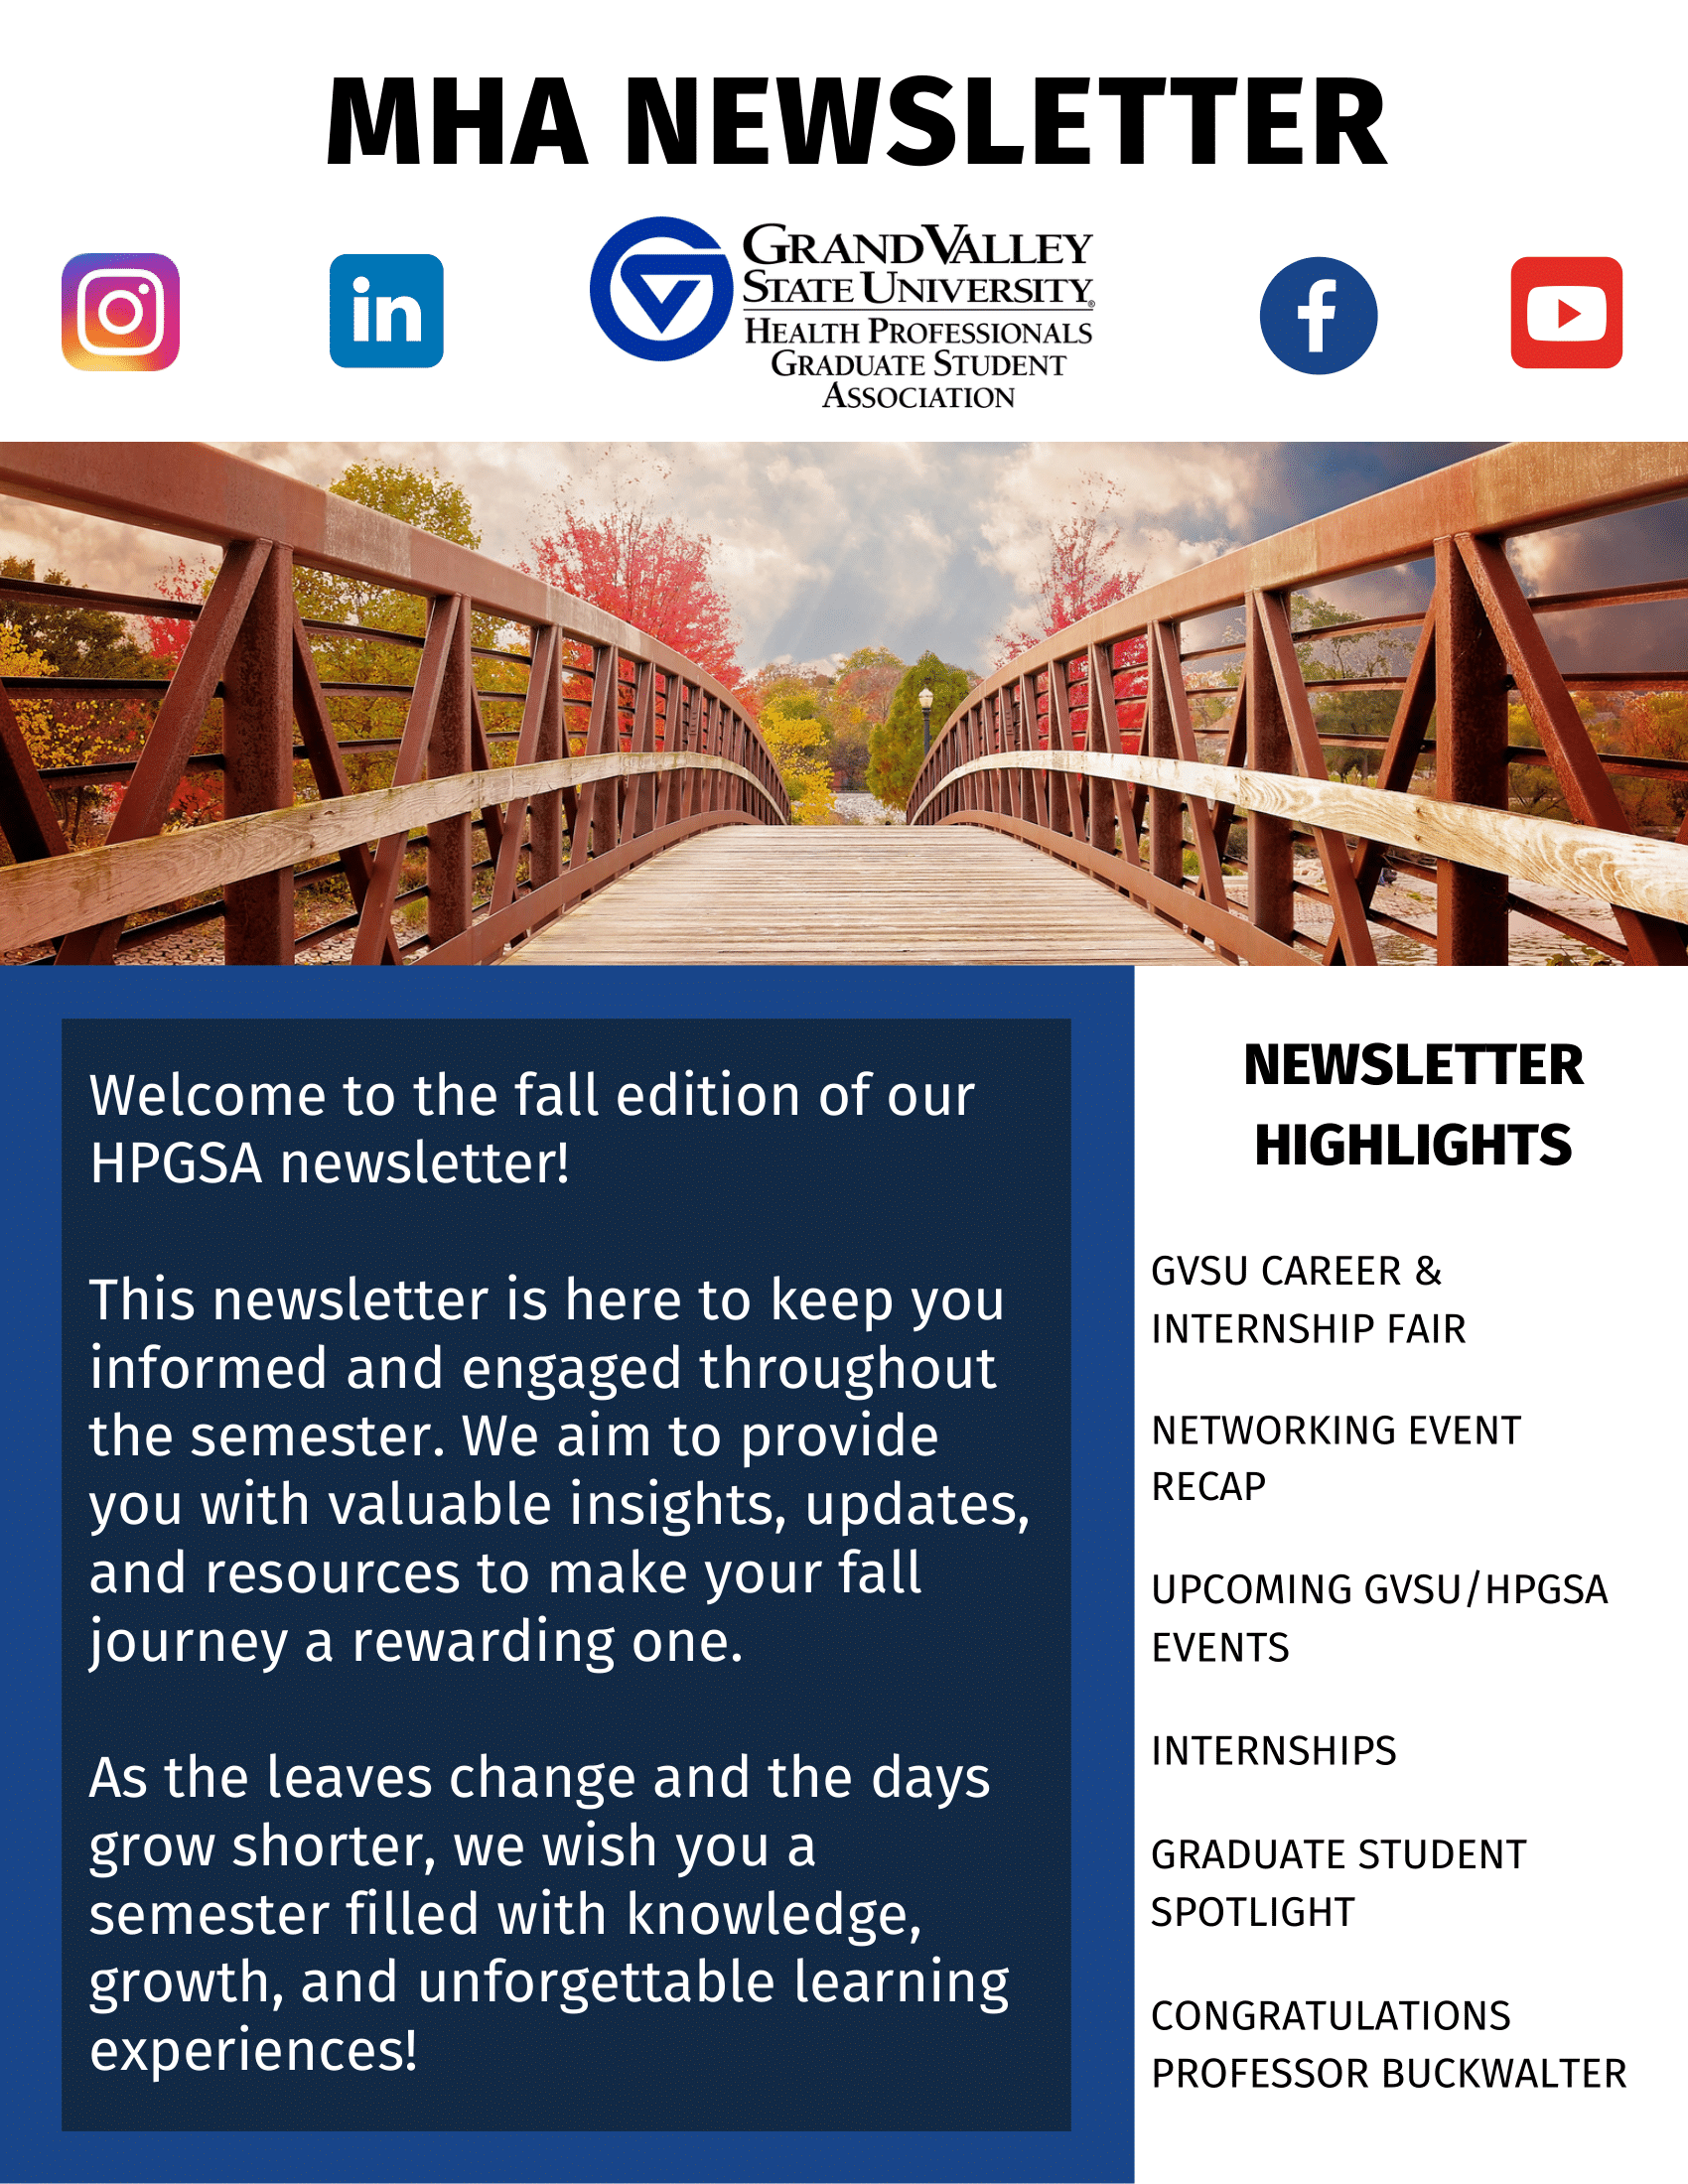 MHA NEWSLETTER
in
GRAND VALLEY
STATE UNIVERSITY®
HEALTH PROFESSIONALS
GRADUATE STUDENT
ASSOCIATION
f
Welcome to the fall edition of our
HPGSA newsletter!
This newsletter is here to keep you
informed and engaged throughout
the semester. We aim to provide
you with valuable insights, updates,
and resources to make your fall
journey a rewarding one.
As the leaves change and the days
grow shorter, we wish you a
semester filled with knowledge,
growth, and unforgettable learning
experiences!
NEWSLETTER
HIGHLIGHTS
GVSU CAREER &
INTERNSHIP FAIR
NETWORKING EVENT
RECAP
UPCOMING GVSU/HPGSA
EVENTS
INTERNSHIPS
GRADUATE STUDENT
SPOTLIGHT
CONGRATULATIONS
PROFESSOR BUCKWALTER